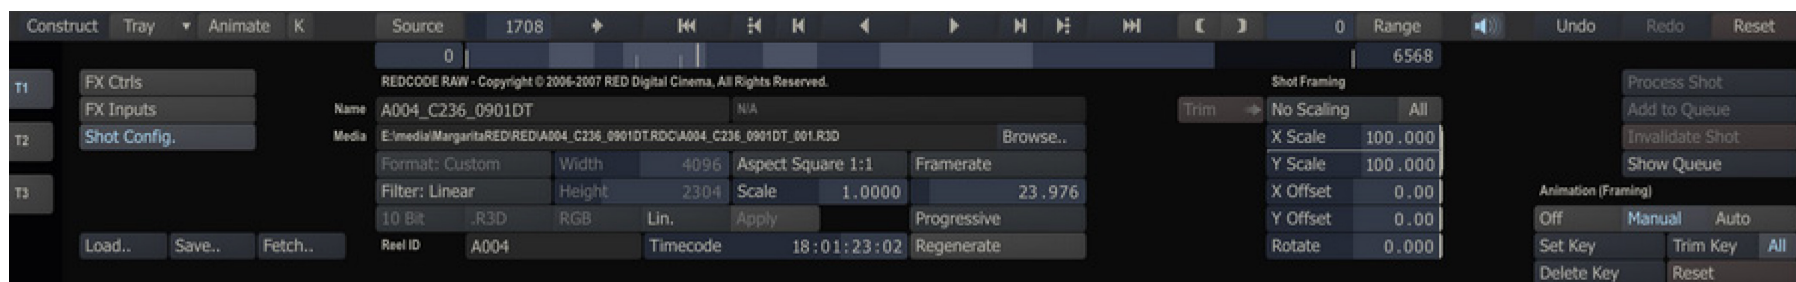 Construct Tray ▼ Animate K Source 1708 0 Range Undo Redo Reset
0 6568
T1 FX Ctrls REDCODE RAW - Copyright © 2006-2007 RED Digital Cinema, All Rights Reserved. Shot Framing Process Shot
FX Inputs Name A004_C236_0901DT N/A Trim No Scaling All Add to Queue
T2 Shot Config. Media E:\media\MargaritaRED\RED\A004_C236_0901DT.RDC\A004_C236_0901DT_001.R3D Browse.. X Scale 100.000 Invalidate Shot
Format: Custom Width 4096 Aspect Square 1:1 Framerate Y Scale 100.000 Show Queue
T3 Filter: Linear Height 2304 Scale 1.0000 23.976 X Offset 0.00 Animation (Framing)
10 Bit .R3D RGB Lin. Apply Progressive Y Offset 0.00 Off Manual Auto
Load.. Save.. Fetch.. Reel ID A004 Timecode 18:01:23:02 Regenerate Rotate 0.000 Set Key Trim Key All
Delete Key Reset